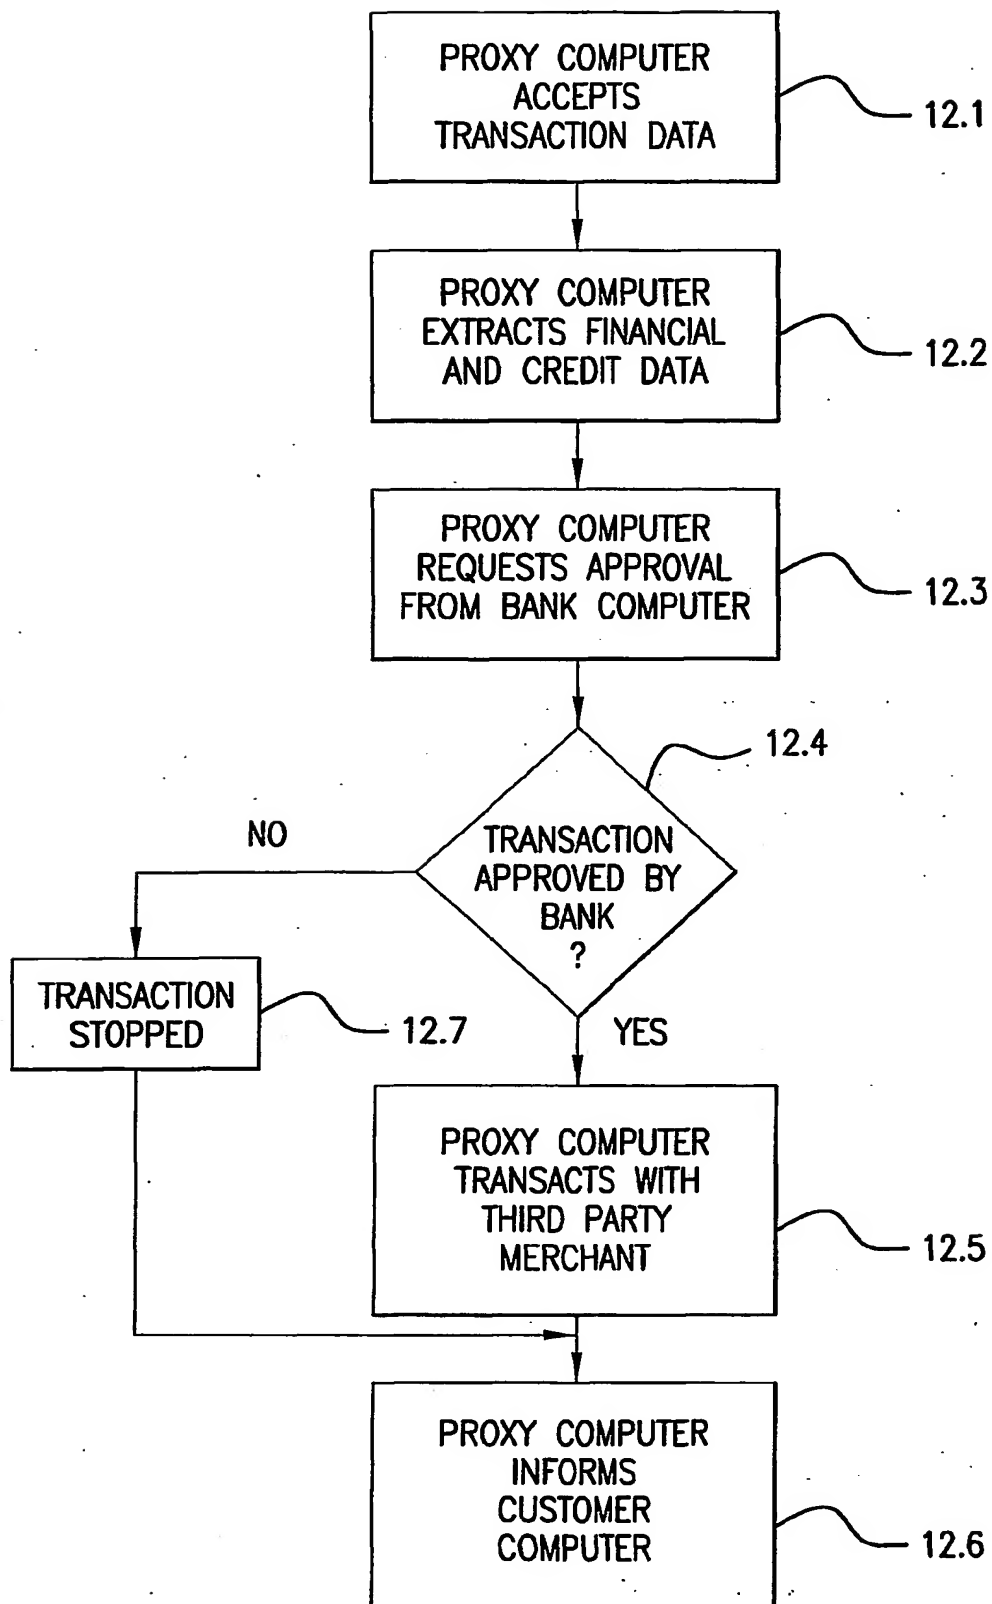 PROXY COMPUTER
ACCEPTS
TRANSACTION DATA
12.1
PROXY COMPUTER
EXTRACTS FINANCIAL
AND CREDIT DATA
12.2
PROXY COMPUTER
REQUESTS APPROVAL
FROM BANK COMPUTER
12.3
12.4
TRANSACTION
APPROVED BY
BANK
?
NO
TRANSACTION
STOPPED
12.7
YES
PROXY COMPUTER
TRANSACTS WITH
THIRD PARTY
MERCHANT
12.5
PROXY COMPUTER
INFORMS
CUSTOMER
COMPUTER
12.6